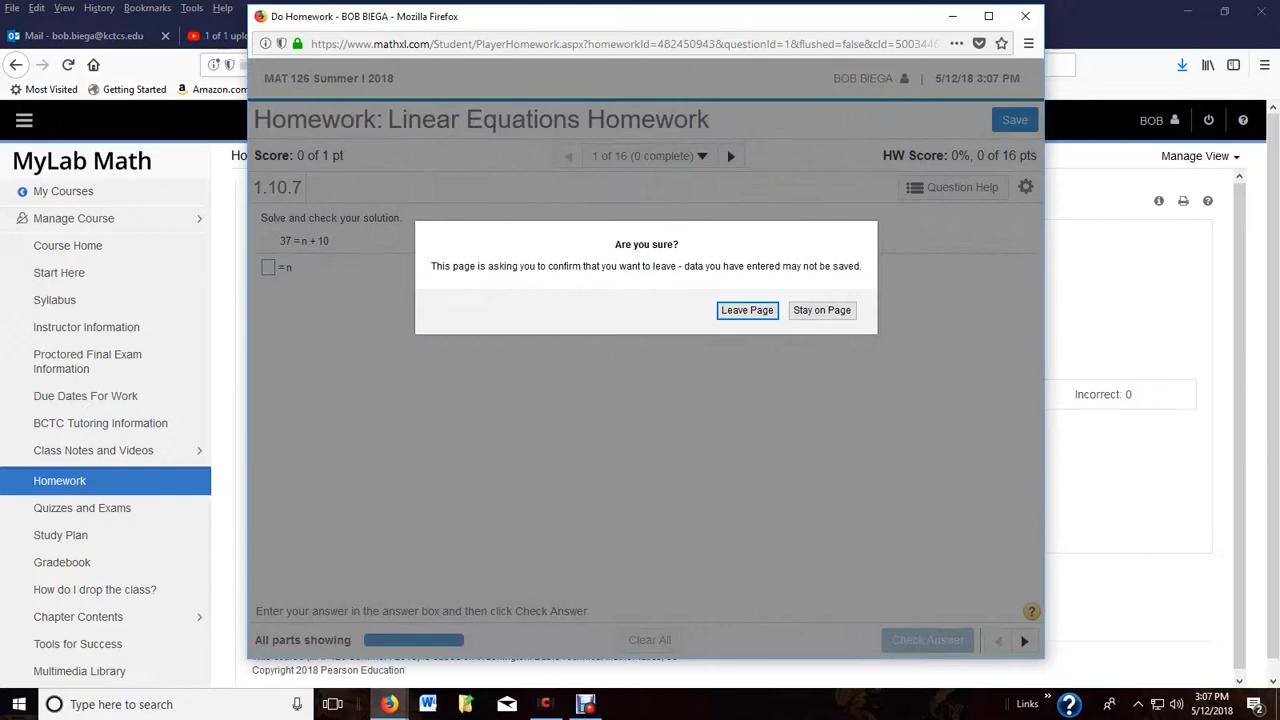 File Edit View History Bookmarks Tools Help
Do Homework - BOB BIEGA - Mozilla Firefox
Mail - bob.biega@kctcs.edu
1 of 1 uplo
https://www.mathxl.com/Student/PlayerHomework.aspx?homeworkId=482450943&questionId=1&flushed=false&cId=5003446
Most Visited Getting Started Amazon.com
MAT 126 Summer I 2018
BOB BIEGA | 5/12/18 3:07 PM
Homework: Linear Equations Homework
Save
BOB
MyLab Math
Ho
Score: 0 of 1 pt
1 of 16 (0 complete)
HW Score: 0%, 0 of 16 pts
Manage View
My Courses
1.10.7
Question Help
Manage Course
Solve and check your solution.
37 = n + 10
= n
Course Home
Start Here
Syllabus
Instructor Information
Proctored Final Exam
Information
Due Dates For Work
BCTC Tutoring Information
Class Notes and Videos
Homework
Quizzes and Exams
Study Plan
Gradebook
How do I drop the class?
Chapter Contents
Tools for Success
Multimedia Library
Are you sure?
This page is asking you to confirm that you want to leave - data you have entered may not be saved.
Leave Page
Stay on Page
Incorrect: 0
Enter your answer in the answer box and then click Check Answer.
?
All parts showing
Clear All
Check Answer
Copyright 2018 Pearson Education
Type here to search
Links
3:07 PM
5/12/2018
2